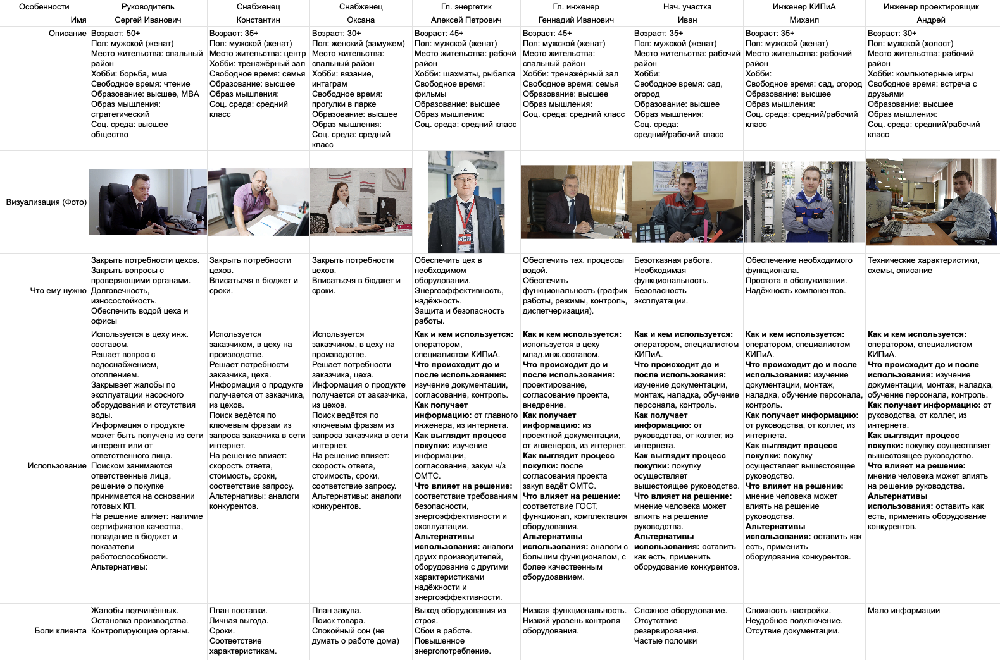 Особенности
Руководитель
Снабженец
Снабженец
Гл. энергетик
Гл. инженер
Нач. участка
Инженер КИПиА
Инженер проектировщик
Имя
Сергей Иванович
Константин
Оксана
Алексей Петрович
Геннадий Иванович
Иван
Михаил
Андрей
Описание
Возраст: 50+
Пол: мужской (женат)
Место жительства: спальный
район
Хобби: борьба, мма
Свободное время: чтение
Образование: высшее, MBA
Образ мышления:
стратегический
Соц. среда: высшее
общество
Возраст: 35+
Пол: мужской (женат)
Место жительства: центр
Хобби: тренажёрный зал
Свободное время: семья
Образование: высшее
Образ мышления:
Соц. среда: средний
класс
Возраст: 30+
Пол: женский (замужем)
Место жительства:
спальный район
Хобби: вязание,
интаграм
Свободное время:
прогулки в парке
Образование: высшее
Образ мышления:
Соц. среда: средний
класс
Возраст: 45+
Пол: мужской (женат)
Место жительства: рабочй
район
Хобби: шахматы, рыбалка
Свободное время:
фильмы
Образование: высшее
Образ мышления:
Соц. среда: средний класс
Возраст: 45+
Пол: мужской (женат)
Место жительства:
спальный район
Хобби: тренажёрный зал
Свободное время: семья
Образование: высшее
Образ мышления:
Соц. среда: средний класс
Возраст: 35+
Пол: мужской (женат)
Место жительства: рабочий
район
Хобби:
Свободное время: сад,
огород
Образование: высшее
Образ мышления:
Соц. среда:
средний/рабочий класс
Возраст: 35+
Пол: мужской (женат)
Место жительства: рабочий
район
Хобби:
Свободное время: сад, огород
Образование: высшее
Образ мышления:
Соц. среда: средний/рабочий
класс
Возраст: 30+
Пол: мужской (холост)
Место жительства: рабочий
район
Хобби: компьютерные игры
Свободное время: встреча с
друзьями
Образование: высшее
Образ мышления:
Соц. среда: средний/рабочий
класс
Визуализация (Фото)
Что ему нужно
Закрыть потребности цехов.
Закрыть вопросы с
проверяющими органами.
Долговечность,
износостойкость.
Обеспечить водой цеха и
офисы
Закрыть потребности
цехов.
Вписатьсчя в бюджет и
сроки.
Закрыть потребности
цехов.
Вписатьсчя в бюджет и
сроки.
Обеспечить цех в
необходимом
оборудовании.
Энергоэффективность,
надёжность.
Защита и безопасность
работы.
Обеспечить тех. процессы
водой.
Обеспечить
функциональность (график
работы, режимы, контроль,
диспетчеризация).
Безотказная работа.
Необходимая
функциональность.
Безопасность
эксплуатации.
Обеспечение необходимого
функционала.
Простота в обслуживании.
Надёжность компонентов.
Технические характеристики,
схемы, описание
Использование
Используется в цеху инж.
составом.
Решает вопрос с
водоснабжением,
отоплением.
Закрывает жалобы по
эксплуатации насосного
оборудования и отсутствия
воды.
Информация о продукте
может быть получена из сети
интерент или от
ответственного лица.
Поиском занимаются
ответственные лица,
решение о покупке
принимается на основании
готовых КП.
На решение влияет: наличие
сертификатов качества,
попадание в бюджет и
показатели
работоспособности.
Альтернативы:
Используется
заказчиком, в цеху на
производстве.
Решает потребности
заказчика, цеха.
Информация о продукте
получается от заказчика,
из цехов.
Поиск ведётся по
ключевым фразам из
запроса заказчика в сети
интернет.
На решение влияет:
скорость ответа,
стоимость, сроки,
соответствие запросу.
Альтернативы: аналоги
конкурентов.
Используется
заказчиком, в цеху на
производстве.
Решает потребности
заказчика, цеха.
Информация о продукте
получается от заказчика,
из цехов.
Поиск ведётся по
ключевым фразам из
запроса заказчика в сети
интернет.
На решение влияет:
скорость ответа,
стоимость, сроки,
соответствие запросу.
Альтернативы: аналоги
конкурентов.
Как и кем используется:
оператором,
специалистом КИПиА.
Что происходит до и
после использования:
изучение документации,
согласование, контроль.
Как получает
информацию: от главного
инженера, из интернета.
Как выглядит процесс
покупки: изучение
информации,
согласование, закум ч/з
ОМТС.
Что влияет на решение:
соответствие требованиям
безопасности,
энергоэффективности и
эксплуатации.
Альтернативы
использования: аналоги
друих производителей,
оборудование с другими
характеристиками
надёжности и
энергоэффективности.
Как и кем используется:
используется в цеху
млад.инж.составом.
Что происходит до и
после использования:
проектирование,
согласование проекта,
внедрение.
Как получает
информацию: из
проектной документации,
от инженеров, из интернет.
Как выглядит процесс
покупки: после
согласования проекта
закуп ведёт ОМТС.
Что влияет на решение:
соответствие ГОСТ,
функционал, комплектация
оборудования.
Альтернативы
использования: аналоги с
большим функционалом, с
более качественным
оборудоавнием.
Как и кем используется:
оператором, специалистом
КИПиА.
Что происходит до и
после использования:
изучение документации,
монтаж, наладка, обучение
персонала, контроль.
Как получает
информацию: от
руководства, от коллег, из
интернета.
Как выглядит процесс
покупки: покупку
осуществляет
вышестоящее руководство.
Что влияет на решение:
мнение человека может
влиять на решение
руководства.
Альтернативы
использования: оставить
как есть, применить
оборудование конкурентов.
Как и кем используется:
оператором, специалистом
КИПиА.
Что происходит до и после
использования: изучение
документации, монтаж,
наладка, обучение персонала,
контроль.
Как получает информацию:
от руководства, от коллег, из
интернета.
Как выглядит процесс
покупки: покупку
осуществляет вышестоящее
руководство.
Что влияет на решение:
мнение человека может
влиять на решение
руководства.
Альтернативы
использования: оставить как
есть, применить
оборудование конкурентов.
Как и кем используется:
оператором, специалистом
КИПиА.
Что происходит до и после
использования: изучение
документации, монтаж, наладка,
обучение персонала, контроль.
Как получает информацию: от
руководства, от коллег, из
интернета.
Как выглядит процесс
покупки: покупку осуществляет
вышестоящее руководство.
Что влияет на решение:
мнение человека может влиять
на решение руководства.
Альтернативы
использования: оставить как
есть, применить оборудование
конкурентов.
Боли клиента
Жалобы подчинённых.
Остановка производства.
Контролирующие органы.
План поставки.
Личная выгода.
Сроки.
Соответствие
характеристикам.
План закупа.
Поиск товара.
Спокойный сон (не
думать о работе дома)
Выход оборудования из
строя.
Сбои в работе.
Повышенное
энергопотребление.
Низкая функциональность.
Низкий уровень контроля
оборудования.
Сложное оборудование.
Отсутствие
резервирования.
Частые поломки
Сложность настройки.
Неудобное подключение.
Отсутвие документации.
Мало информации